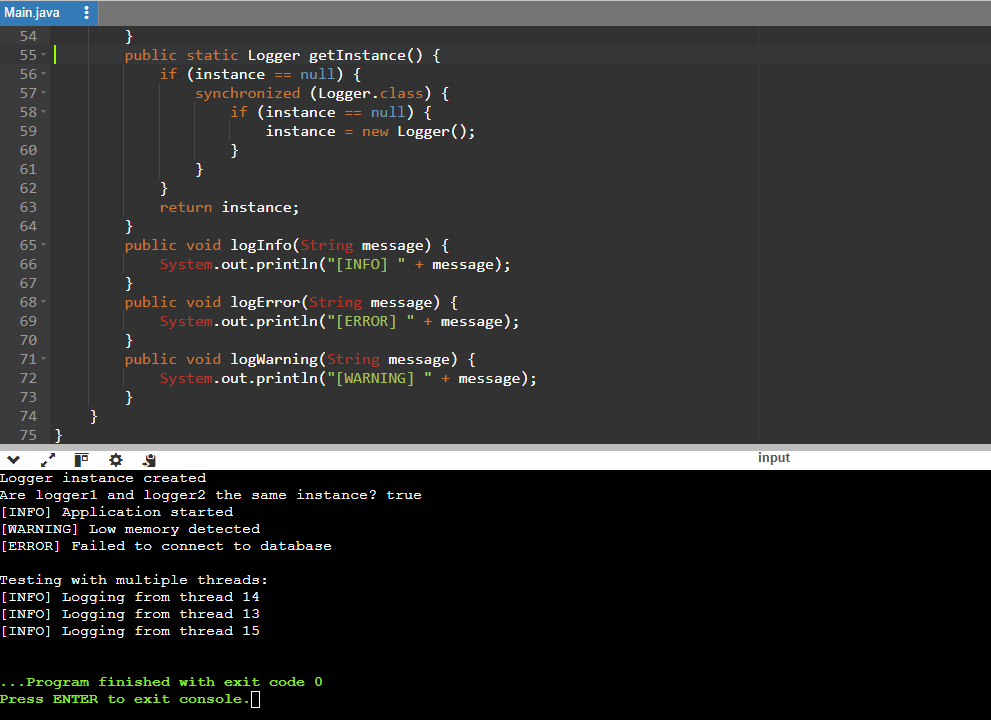 Main.java
54 }
55 public static Logger getInstance() {
56 if (instance == null) {
57 synchronized (Logger.class) {
58 if (instance == null) {
59 instance = new Logger();
60 }
61 }
62 }
63 return instance;
64 }
65 public void logInfo(String message) {
66 System.out.println("[INFO] " + message);
67 }
68 public void logError(String message) {
69 System.out.println("[ERROR] " + message);
70 }
71 public void logWarning(String message) {
72 System.out.println("[WARNING] " + message);
73 }
74 }
75 }
input
Logger instance created
Are logger1 and logger2 the same instance? true
[INFO] Application started
[WARNING] Low memory detected
[ERROR] Failed to connect to database
Testing with multiple threads:
[INFO] Logging from thread 14
[INFO] Logging from thread 13
[INFO] Logging from thread 15
...Program finished with exit code 0
Press ENTER to exit console.